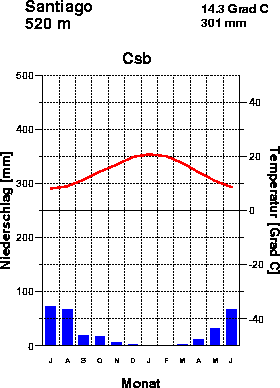 Santiago
520 m
14.3 Grad C
301 mm
Csb
Niederschlag [mm]
500
400
300
200
100
0
40
20
0
-20
-40
Temperatur [Grad C]
J A S O N D J F M A M J
Monat